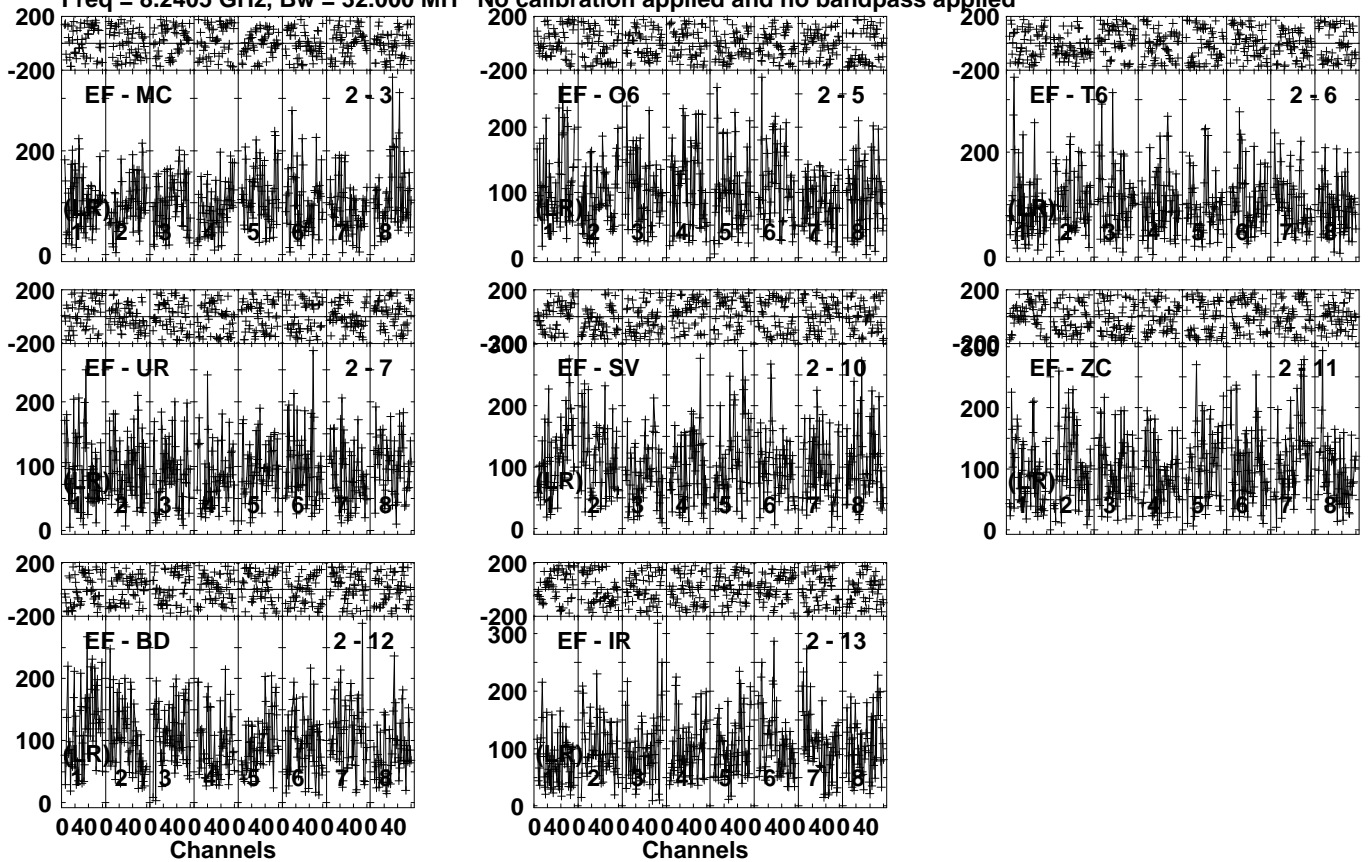 Freq = 8.2405 GHz, Bw = 32.000 MH No calibration applied and no bandpass applied
200 200 200
-200 -200 -200
EF - MC 2 - 3 EF - O6 2 - 5 EF - T6 2 - 6
200 200 200
100
(LR) (LR) (LR)
1 2 3 4 5 6 7 8 1 2 3 4 5 6 7 8 1 2 3 4 5 6 7 8
0 0 0
200 200 200
-200 -200 -200
300 300
EF - UR 2 - 7 EF - SV 2 - 10 EF - ZC 2 - 11
200 200 200
100 100 100
(LR) (LR) (LR)
1 2 3 4 5 6 7 8 1 2 3 4 5 6 7 8 1 2 3 4 5 6 7 8
0 0 0
200 200
-200 -200
300
EF - BD 2 - 12 EF - IR 2 - 13
200 200
100 100
(LR) (LR)
1 2 3 4 5 6 7 8 1 2 3 4 5 6 7 8
0 0
0 40 0 40 0 40 0 40 0 40 0 40 0 40 0 40 0 40 0 40 0 40 0 40 0 40 0 40 0 40 0 40
Channels Channels